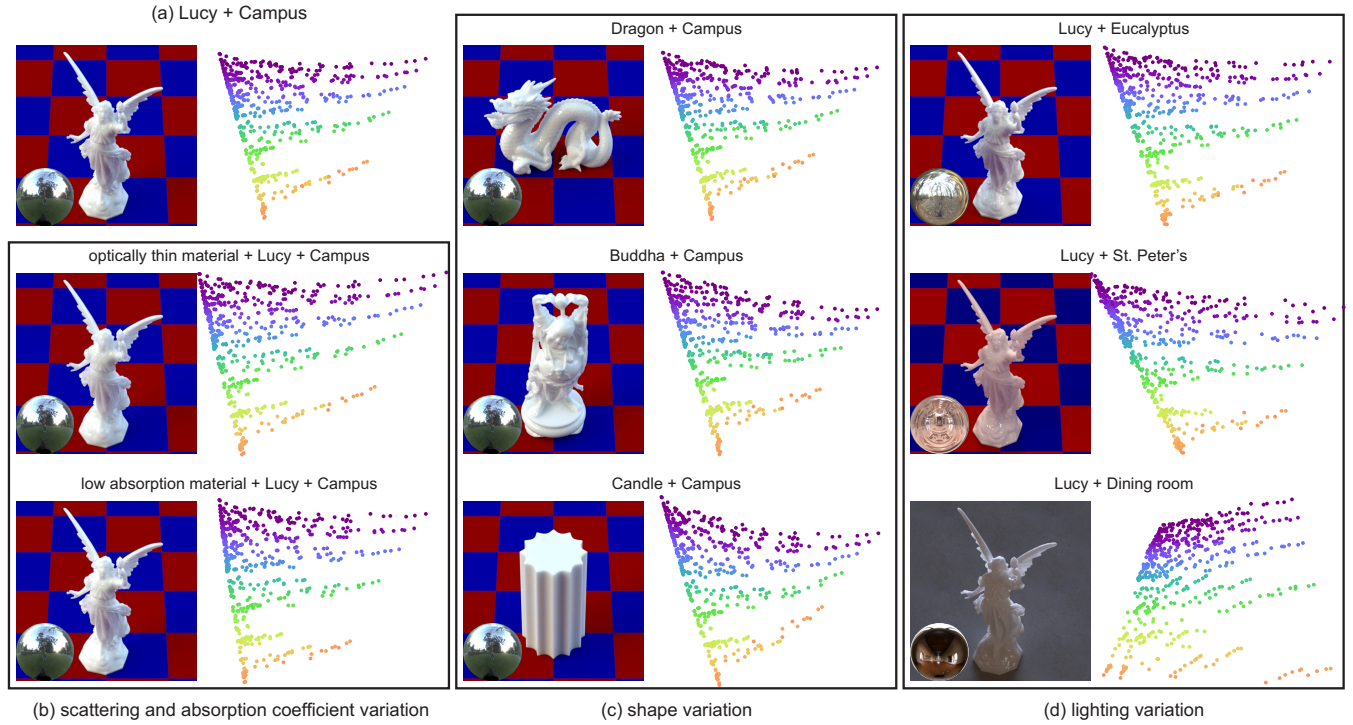 (a) Lucy + Campus
optically thin material + Lucy + Campus
low absorption material + Lucy + Campus
(b) scattering and absorption coefficient variation
Dragon + Campus
Buddha + Campus
Candle + Campus
(c) shape variation
Lucy + Eucalyptus
Lucy + St. Peter's
Lucy + Dining room
(d) lighting variation